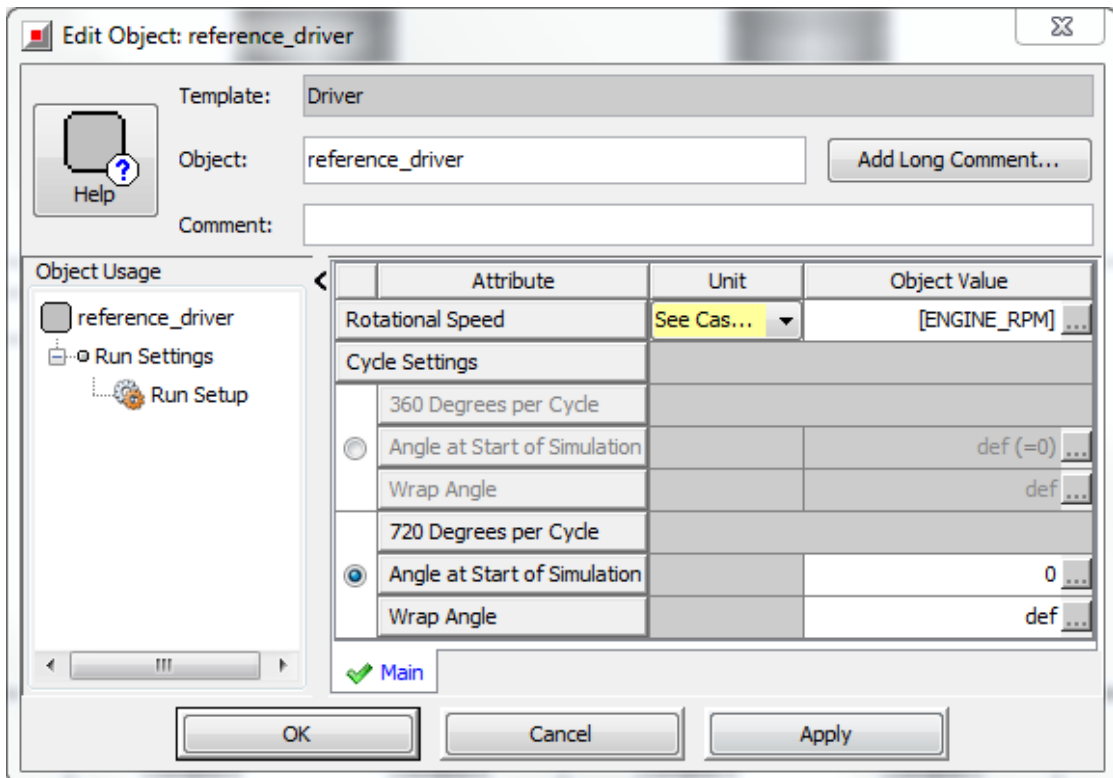 Edit Object: reference_driver
Template: Driver
Help
?
Object: reference_driver Add Long Comment...
Comment:
Object Usage
reference_driver
Run Settings
Run Setup
Attribute Unit Object Value
Rotational Speed See Cas... [ENGINE_RPM] ...
Cycle Settings
360 Degrees per Cycle
Angle at Start of Simulation def (=0) ...
Wrap Angle def ...
720 Degrees per Cycle
Angle at Start of Simulation 0 ...
Wrap Angle def ...
Main
OK Cancel Apply